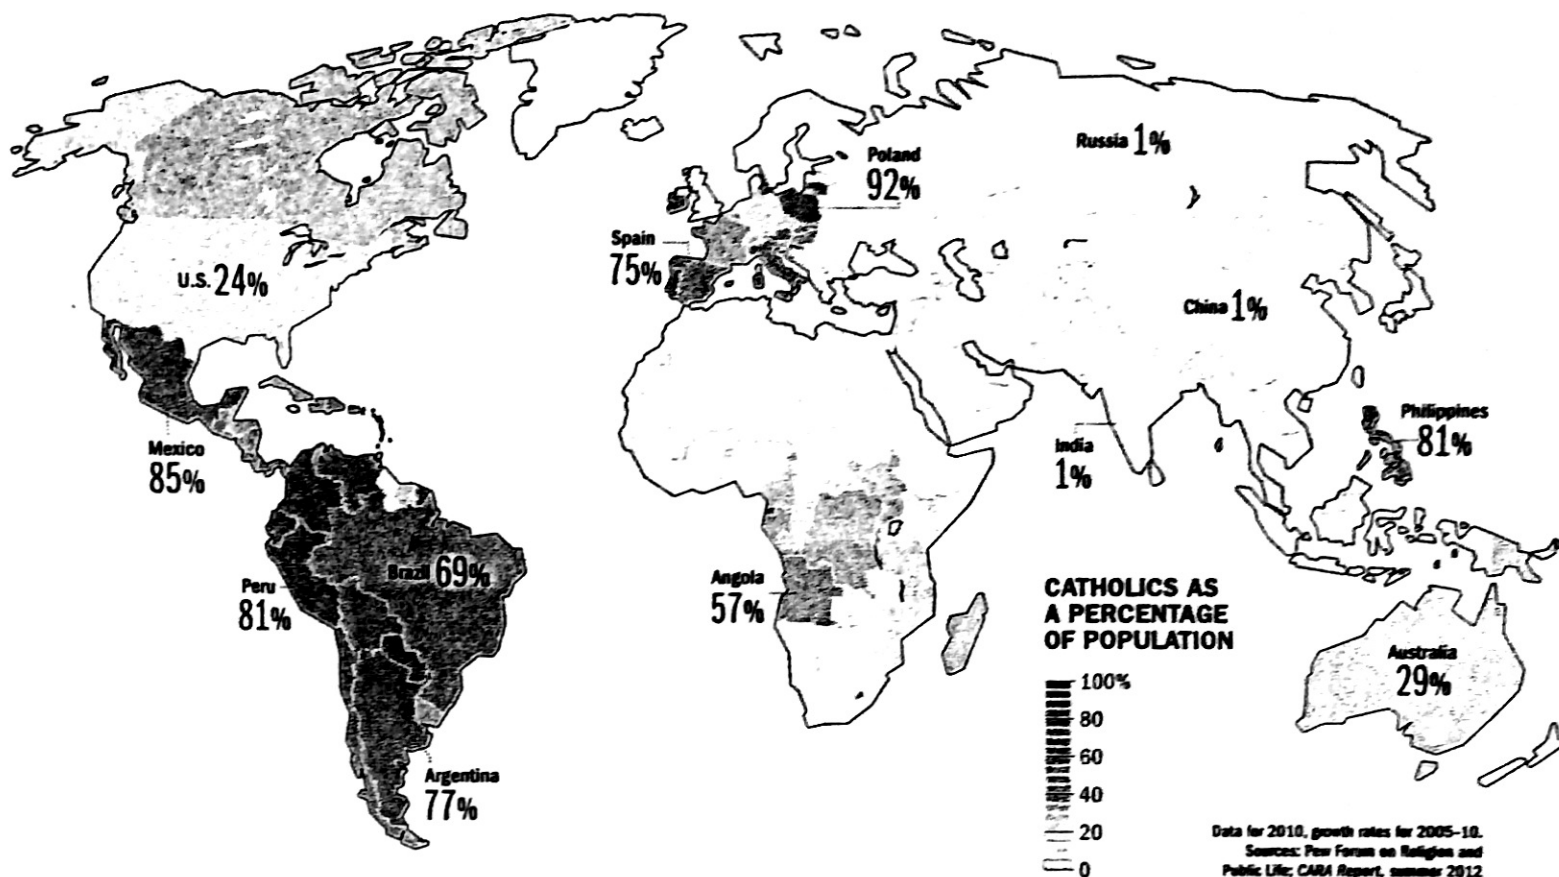 Russia 1%
Poland
92%
Spain
75%
U.S. 24%
China 1%
Mexico
85%
India
1%
Philippines
81%
Brazil 69%
Peru
81%
Angola
57%
Argentina
77%
Australia
29%
CATHOLICS AS
A PERCENTAGE
OF POPULATION
100%
80
60
40
20
0
Data for 2010, growth rates for 2005–10.
Sources: Pew Forum on Religion and
Public Life; CARA Report, summer 2012